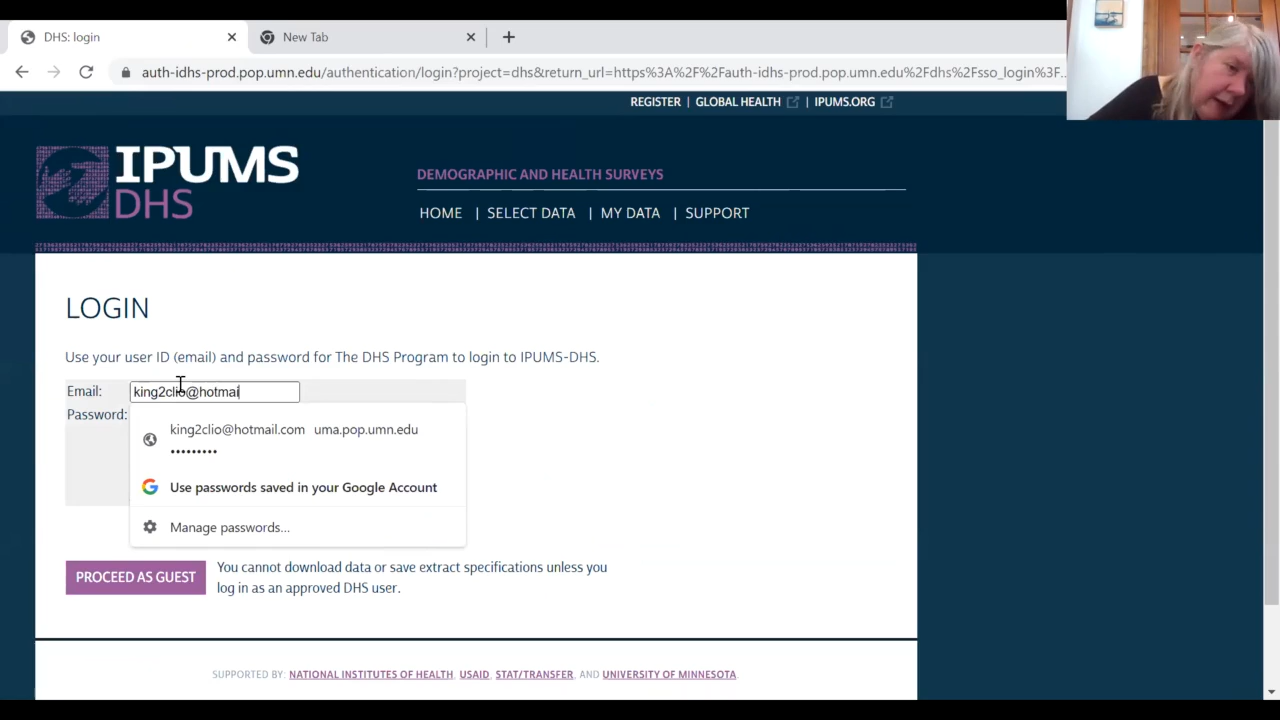 DHS: login
New Tab
auth-idhs-prod.pop.umn.edu/authentication/login?project=dhs&return_url=https%3A%2F%2Fauth-idhs-prod.pop.umn.edu%2Fdhs%2Fsso_login%3F...
REGISTER | GLOBAL HEALTH | IPUMS.ORG
IPUMS
DHS
DEMOGRAPHIC AND HEALTH SURVEYS
HOME | SELECT DATA | MY DATA | SUPPORT
LOGIN
Use your user ID (email) and password for The DHS Program to login to IPUMS-DHS.
Email: king2clio@hotmai
Password:
king2clio@hotmail.com uma.pop.umn.edu
•••••••••
Use passwords saved in your Google Account
Manage passwords...
PROCEED AS GUEST
You cannot download data or save extract specifications unless you
log in as an approved DHS user.
SUPPORTED BY: NATIONAL INSTITUTES OF HEALTH, USAID, STAT/TRANSFER, AND UNIVERSITY OF MINNESOTA.